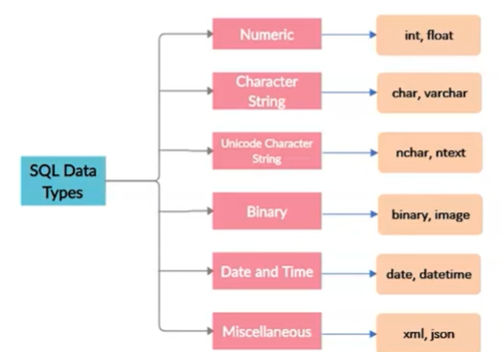 SQL Data
Types
Numeric
int, float
Character
String
char, varchar
Unicode Character
String
nchar, ntext
Binary
binary, image
Date and Time
date, datetime
Miscellaneous
xml, json